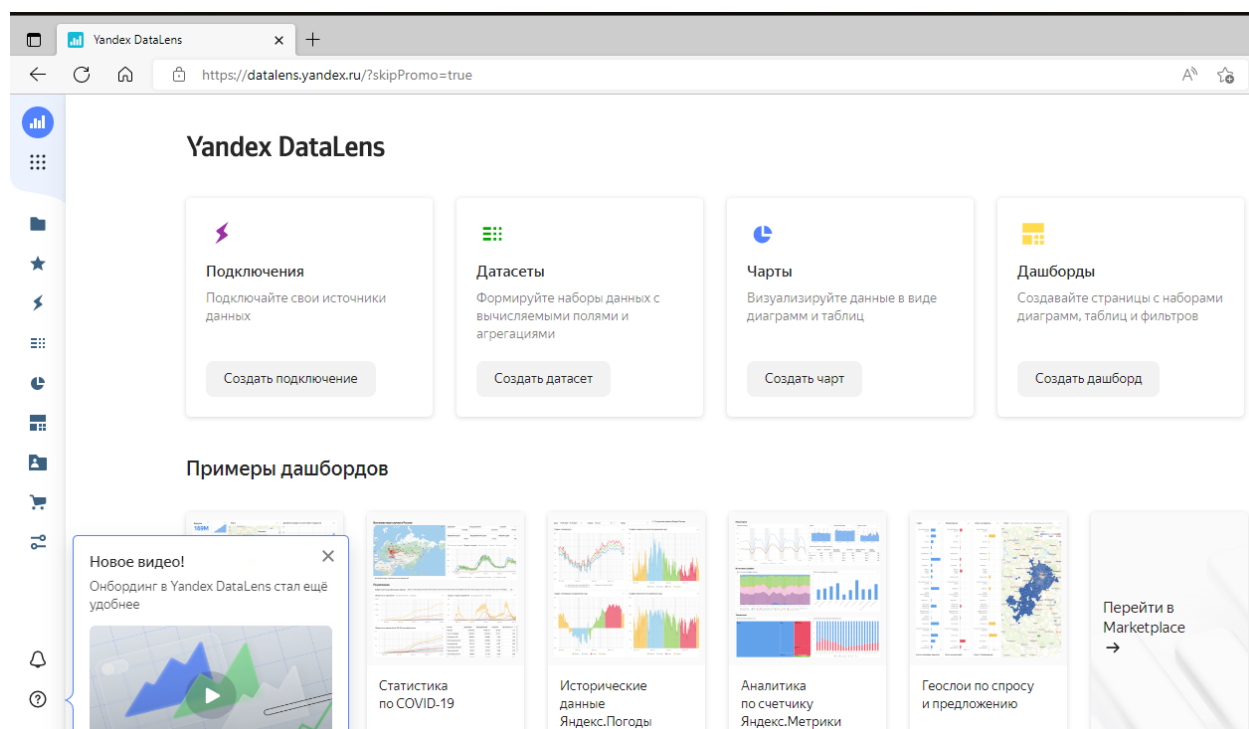 Yandex DataLens
https://datalens.yandex.ru/?skipPromo=true
Yandex DataLens
Подключения
Подключайте свои источники
данных
Создать подключение
Датасеты
Формируйте наборы данных с
вычисляемыми полями и
агрегациями
Создать датасет
Чарты
Визуализируйте данные в виде
диаграмм и таблиц
Создать чарт
Дашборды
Создавайте страницы с наборами
диаграмм, таблиц и фильтров
Создать дашборд
Примеры дашбордов
169M
Новое видео!
Онбординг в Yandex DataLens стал ещё
удобнее
Статистика
по COVID-19
Исторические
данные
Яндекс.Погоды
Аналитика
по счетчику
Яндекс.Метрики
Геослои по спросу
и предложению
Перейти в
Marketplace
→